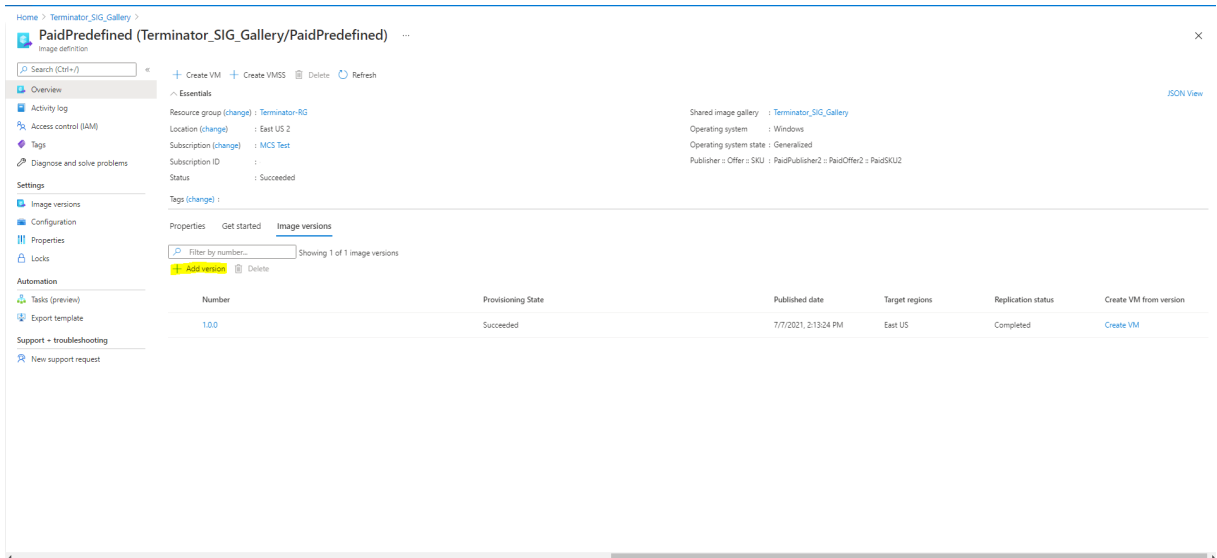 Home > Terminator_SIG_Gallery >
PaidPredefined (Terminator_SIG_Gallery/PaidPredefined) ...
Image definition
Search (Ctrl+/)
«
+ Create VM + Create VMSS Delete Refresh
Overview
Essentials
JSON View
Activity log
Resource group (change) : Terminator-RG
Shared image gallery : Terminator_SIG_Gallery
Access control (IAM)
Location (change) : East US 2
Operating system : Windows
Tags
Subscription (change) : MCS Test
Operating system state : Generalized
Diagnose and solve problems
Subscription ID :
Publisher :: Offer :: SKU : PaidPublisher2 :: PaidOffer2 :: PaidSKU2
Status : Succeeded
Settings
Tags (change) :
Image versions
Configuration
Properties Get started Image versions
Properties
Filter by number... Showing 1 of 1 image versions
Locks
+ Add version Delete
Automation
Tasks (preview)
Number Provisioning State Published date Target regions Replication status Create VM from version
Export template
1.0.0 Succeeded 7/7/2021, 2:13:24 PM East US Completed Create VM
Support + troubleshooting
New support request